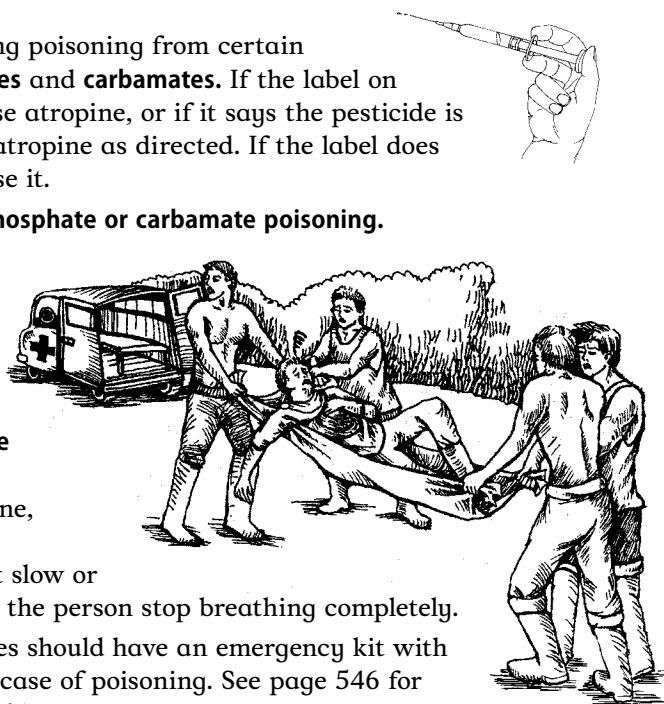 ng poisoning from certain
es and carbamates. If the label on
se atropine, or if it says the pesticide is
atropine as directed. If the label does
se it.
hosphate or carbamate poisoning.
e
ne,
t slow or
the person stop breathing completely.
es should have an emergency kit with
case of poisoning. See page 546 for